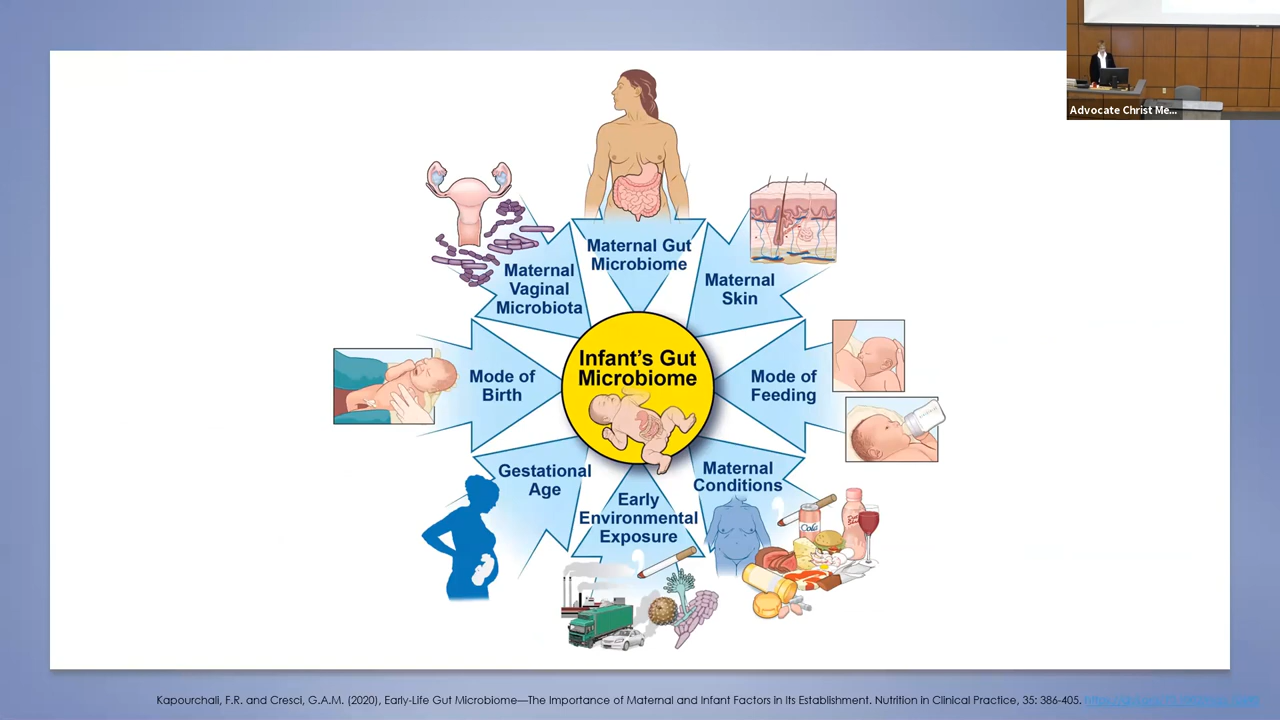 Advocate Christ Me...
Maternal Gut
Microbiome
Maternal
Vaginal
Microbiota
Maternal
Skin
Infant's Gut
Microbiome
Mode of
Birth
Mode of
Feeding
Gestational
Age
Early
Environmental
Exposure
Maternal
Conditions
Cola
Kapourchali, F.R. and Cresci, G.A.M. (2020), Early-Life Gut Microbiome—The Importance of Maternal and Infant Factors in Its Establishment. Nutrition in Clinical Practice, 35: 386-405.